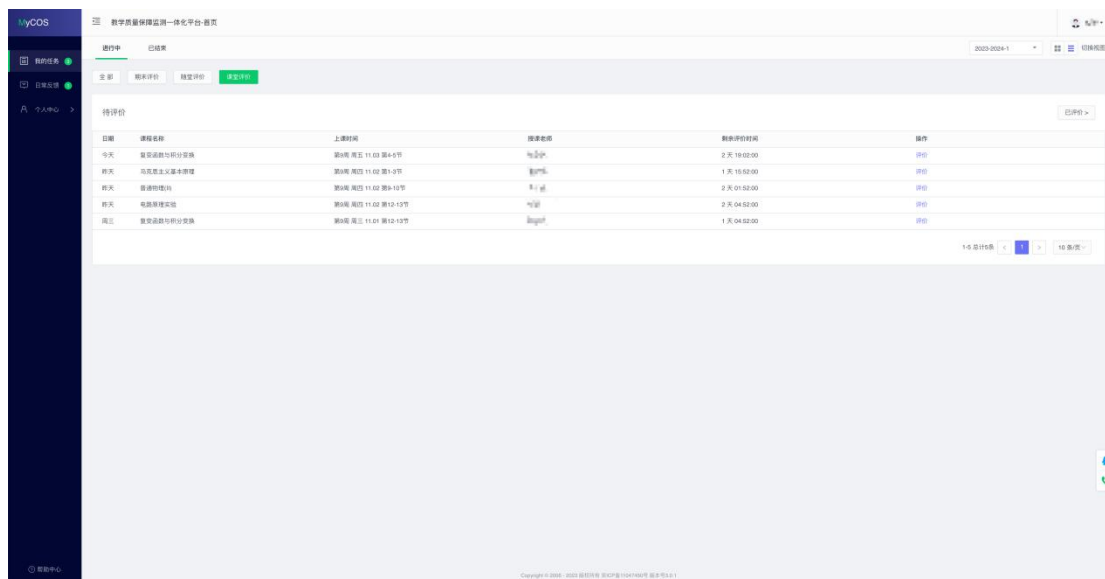 MyCOS
教学质量保障监测一体化平台-首页
进行中 已结束
2023-2024-1 切换视图
我的任务
日常反馈
个人中心
全部 期末评价 随堂评价 课堂评价
待评价
已评价 >
日期 课程名称 上课时间 授课老师 剩余评价时间 操作
今天 复变函数与积分变换 第9周 周五 11.03 第4-5节 2 天 19:02:00 评价
昨天 马克思主义基本原理 第9周 周四 11.02 第1-3节 1 天 15:52:00 评价
昨天 普通物理(II) 第9周 周四 11.02 第9-10节 2 天 01:52:00 评价
昨天 电路原理实验 第9周 周四 11.02 第12-13节 2 天 04:52:00 评价
周三 复变函数与积分变换 第9周 周三 11.01 第12-13节 1 天 04:52:00 评价
1-5 总计5条 < 1 > 10 条/页
帮助中心